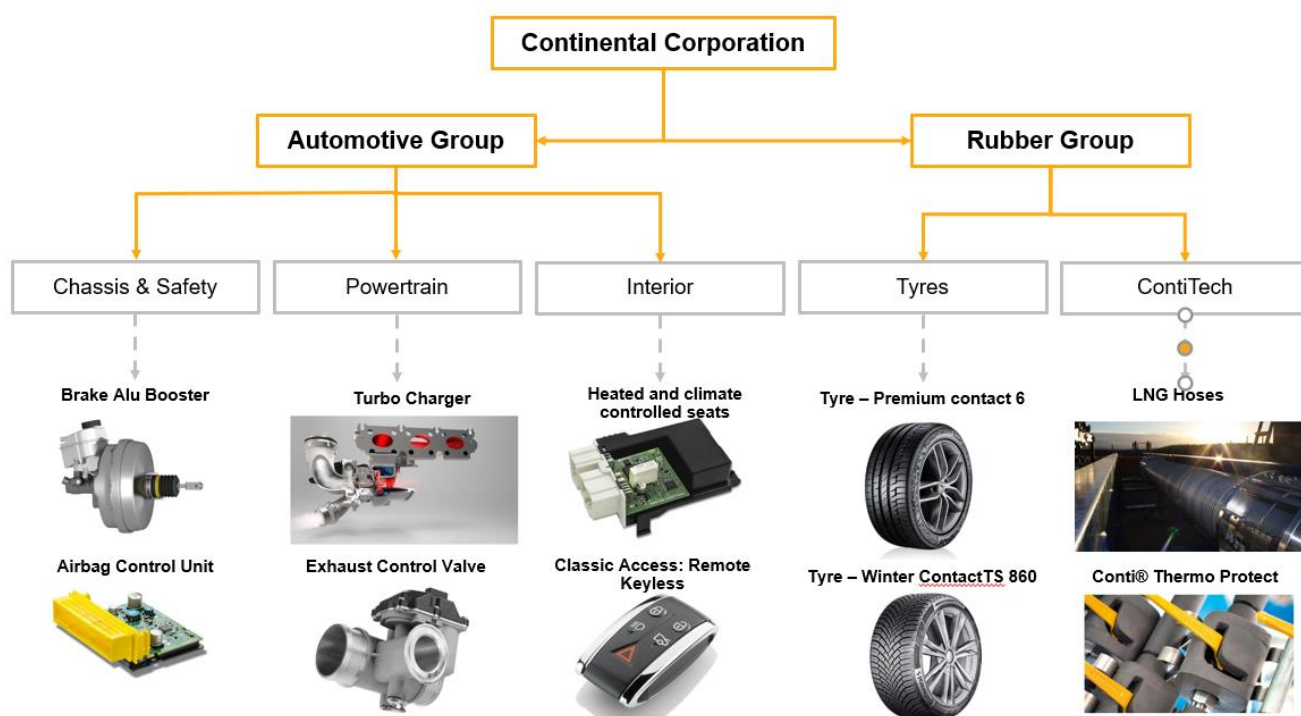 Continental Corporation
Automotive Group
Rubber Group
Chassis & Safety
Powertrain
Interior
Tyres
ContiTech
Brake Alu Booster
Turbo Charger
Heated and climate
controlled seats
Tyre – Premium contact 6
LNG Hoses
Airbag Control Unit
Exhaust Control Valve
Classic Access: Remote
Keyless
Tyre – Winter ContactTS 860
Conti® Thermo Protect